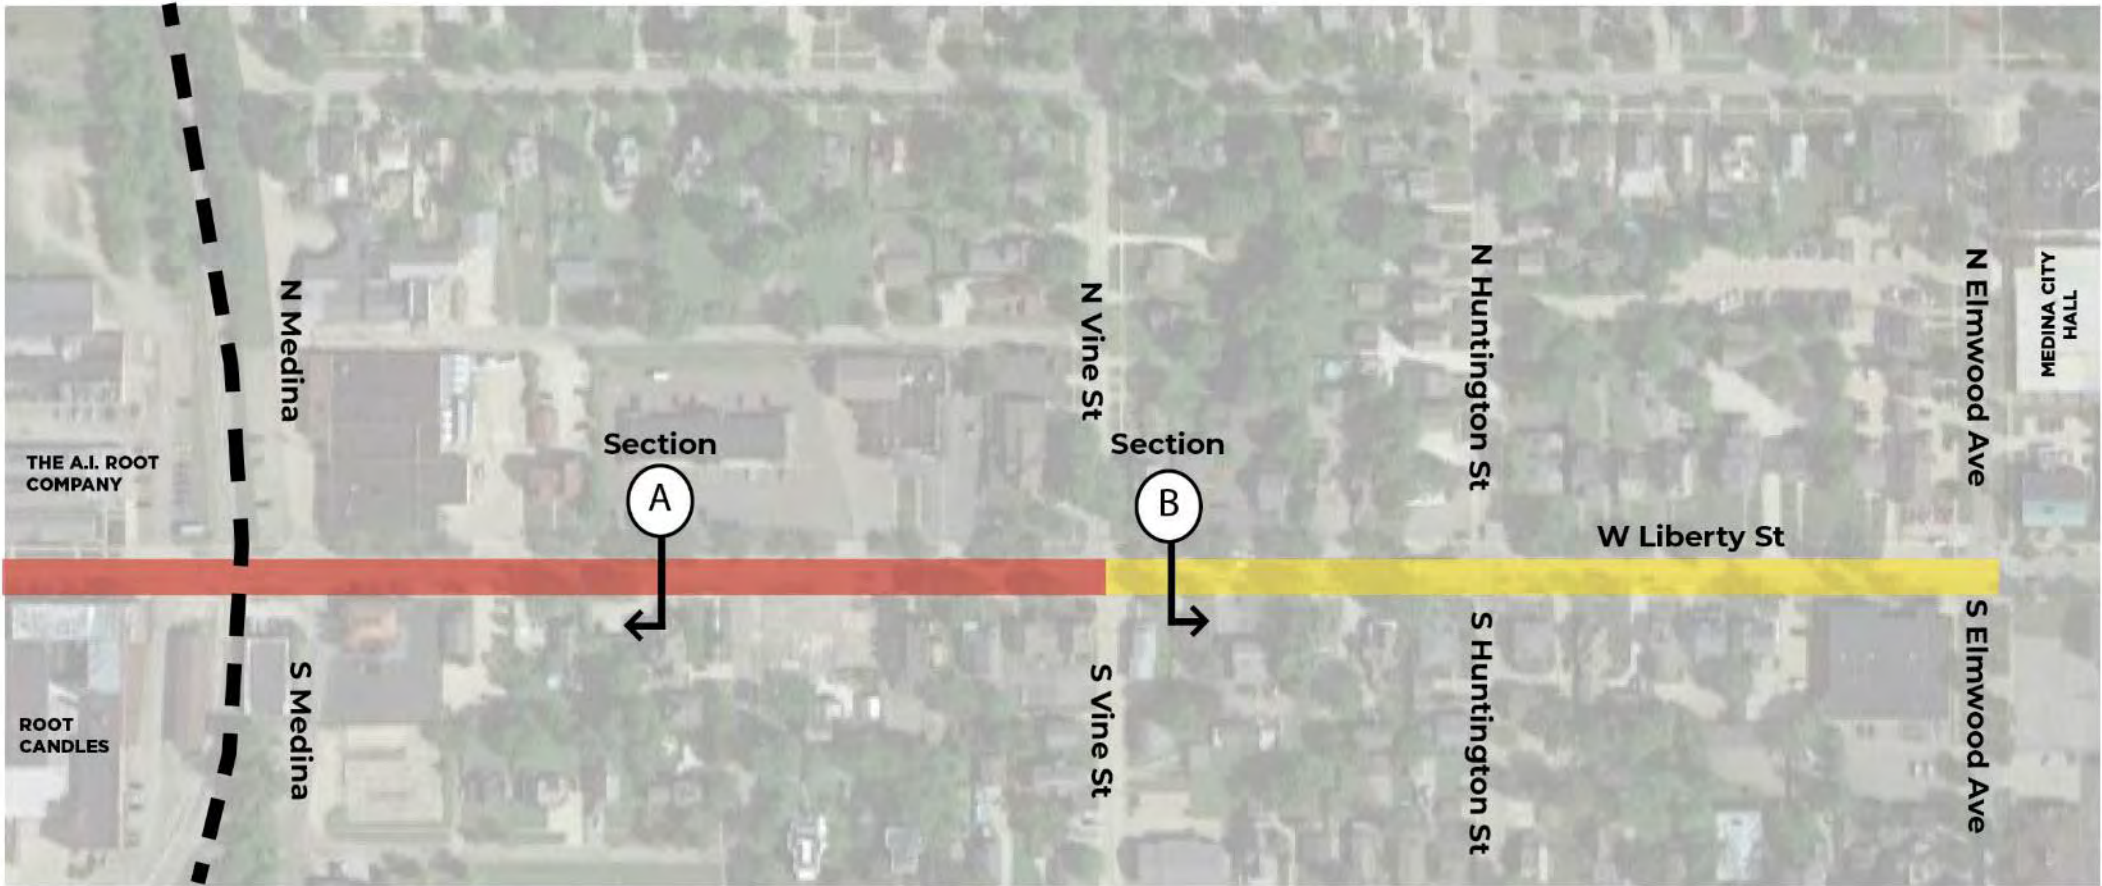 N Medina
N Vine St
N Huntington St
N Elmwood Ave
MEDINA CITY
HALL
THE A.I. ROOT
COMPANY
Section
A
Section
B
W Liberty St
ROOT
CANDLES
S Medina
S Vine St
S Huntington St
S Elmwood Ave